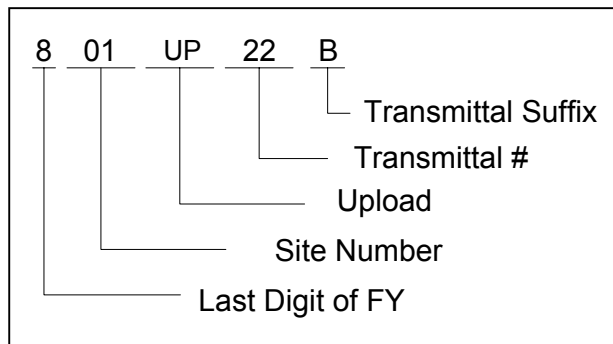 8 01 UP 22 B
Transmittal Suffix
Transmittal #
Upload
Site Number
Last Digit of FY